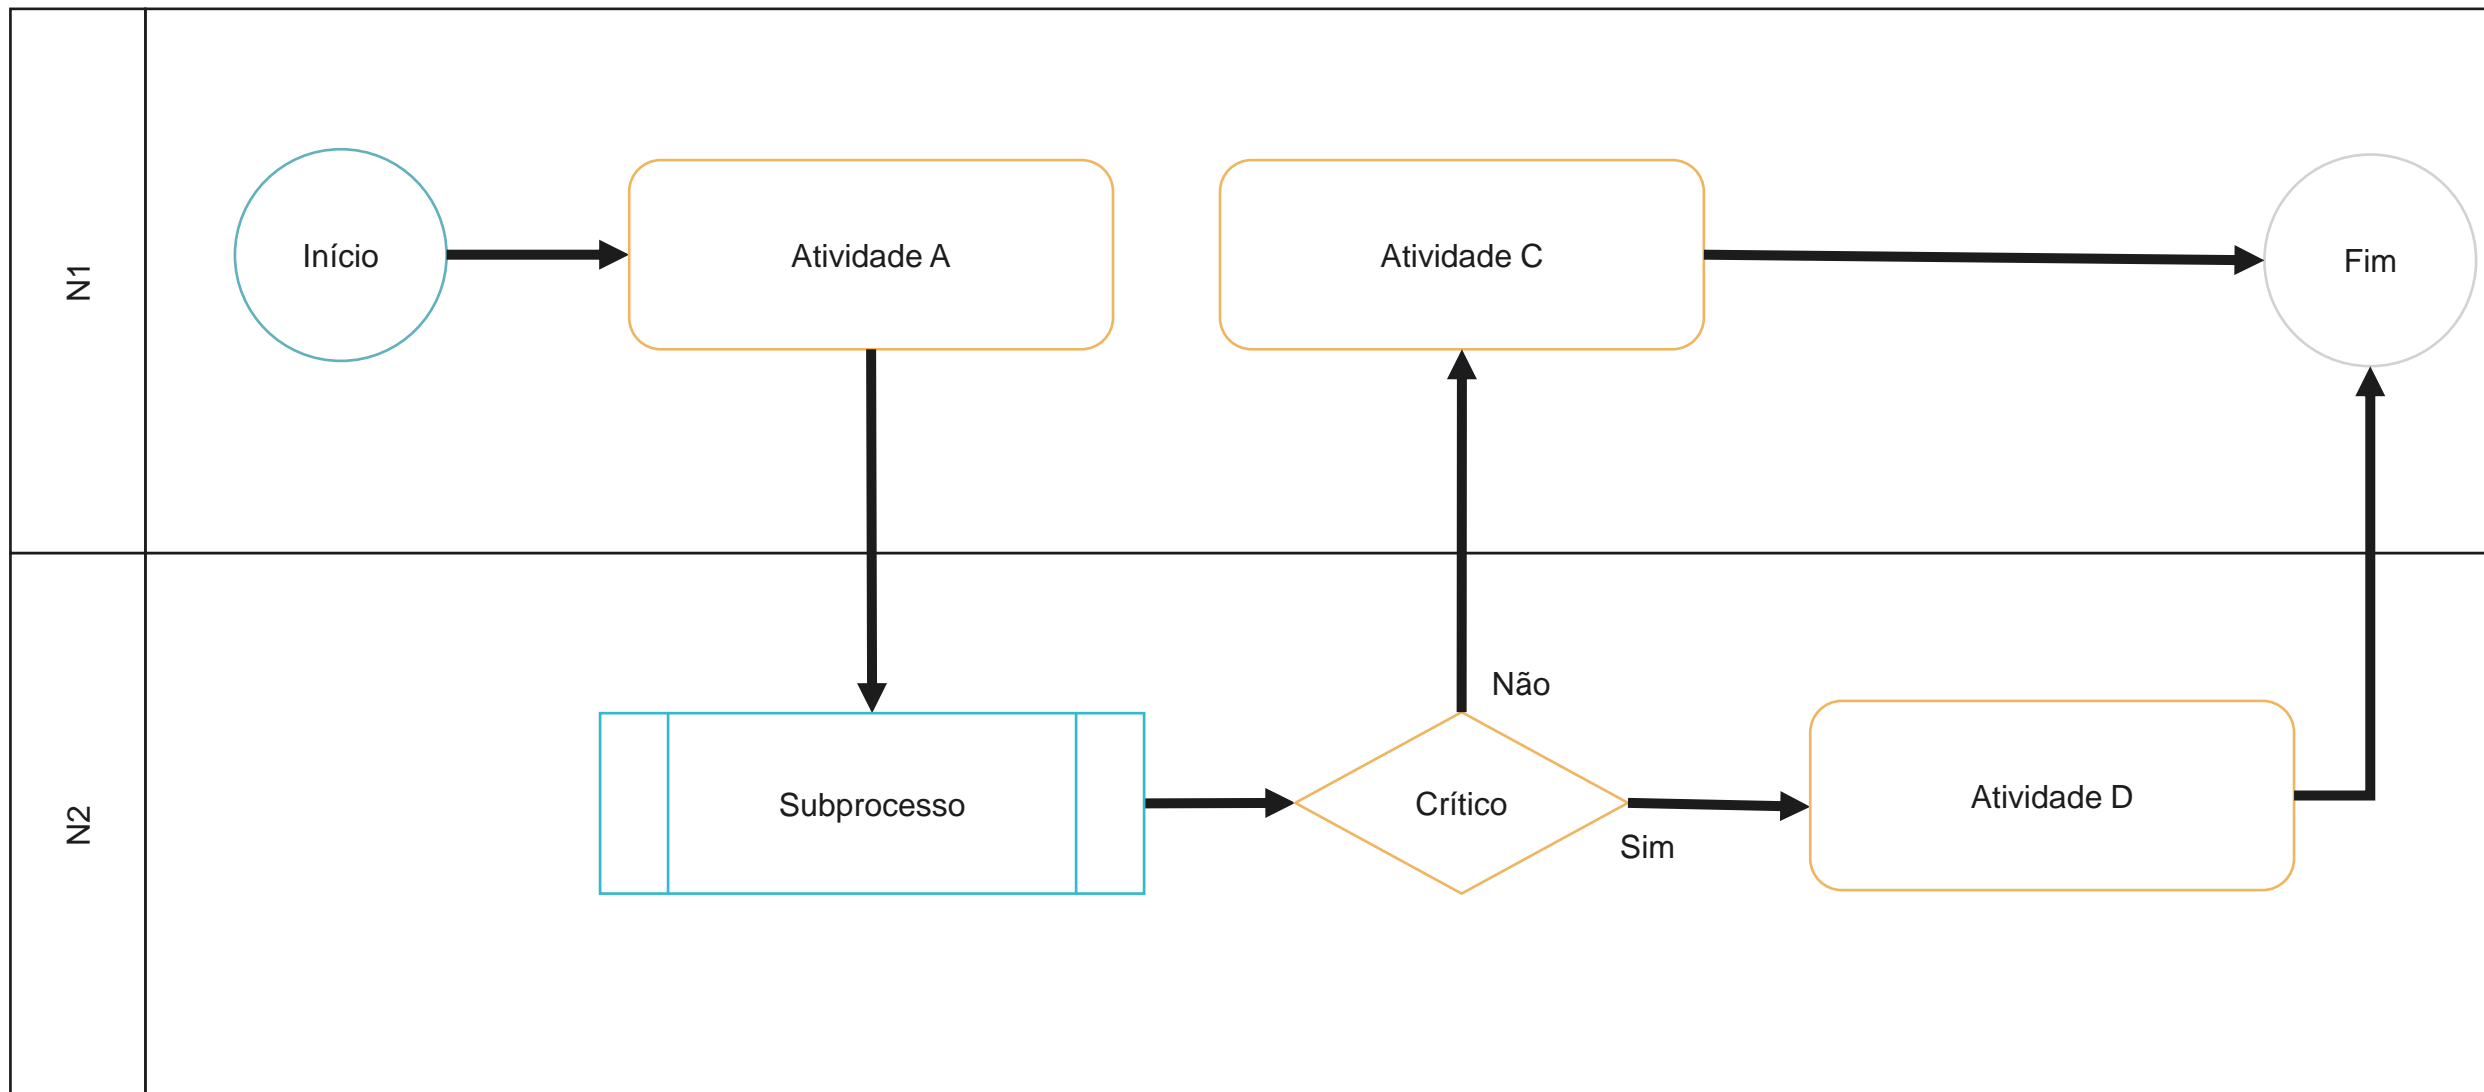 N1
Início
Atividade A
Atividade C
Fim
N2
Subprocesso
Crítico
Não
Sim
Atividade D